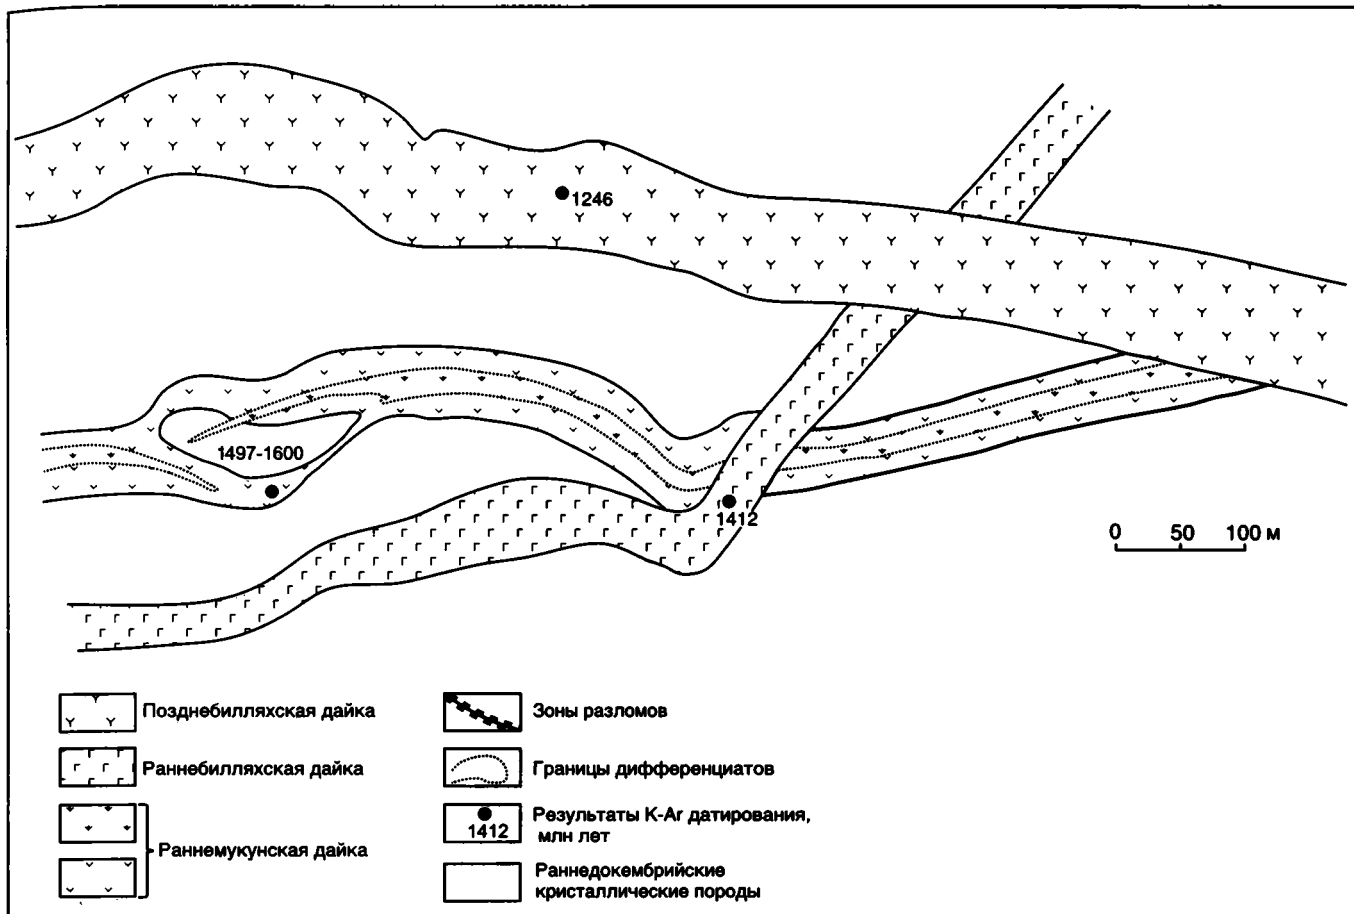 1246
1497-1600
1412
0 50 100 м
Позднебилляхская дайка
Раннебилляхская дайка
Раннемукунская дайка
Зоны разломов
Границы дифференциатов
1412
Результаты K-Ar датирования,
млн лет
Раннедокембрийские
кристаллические породы